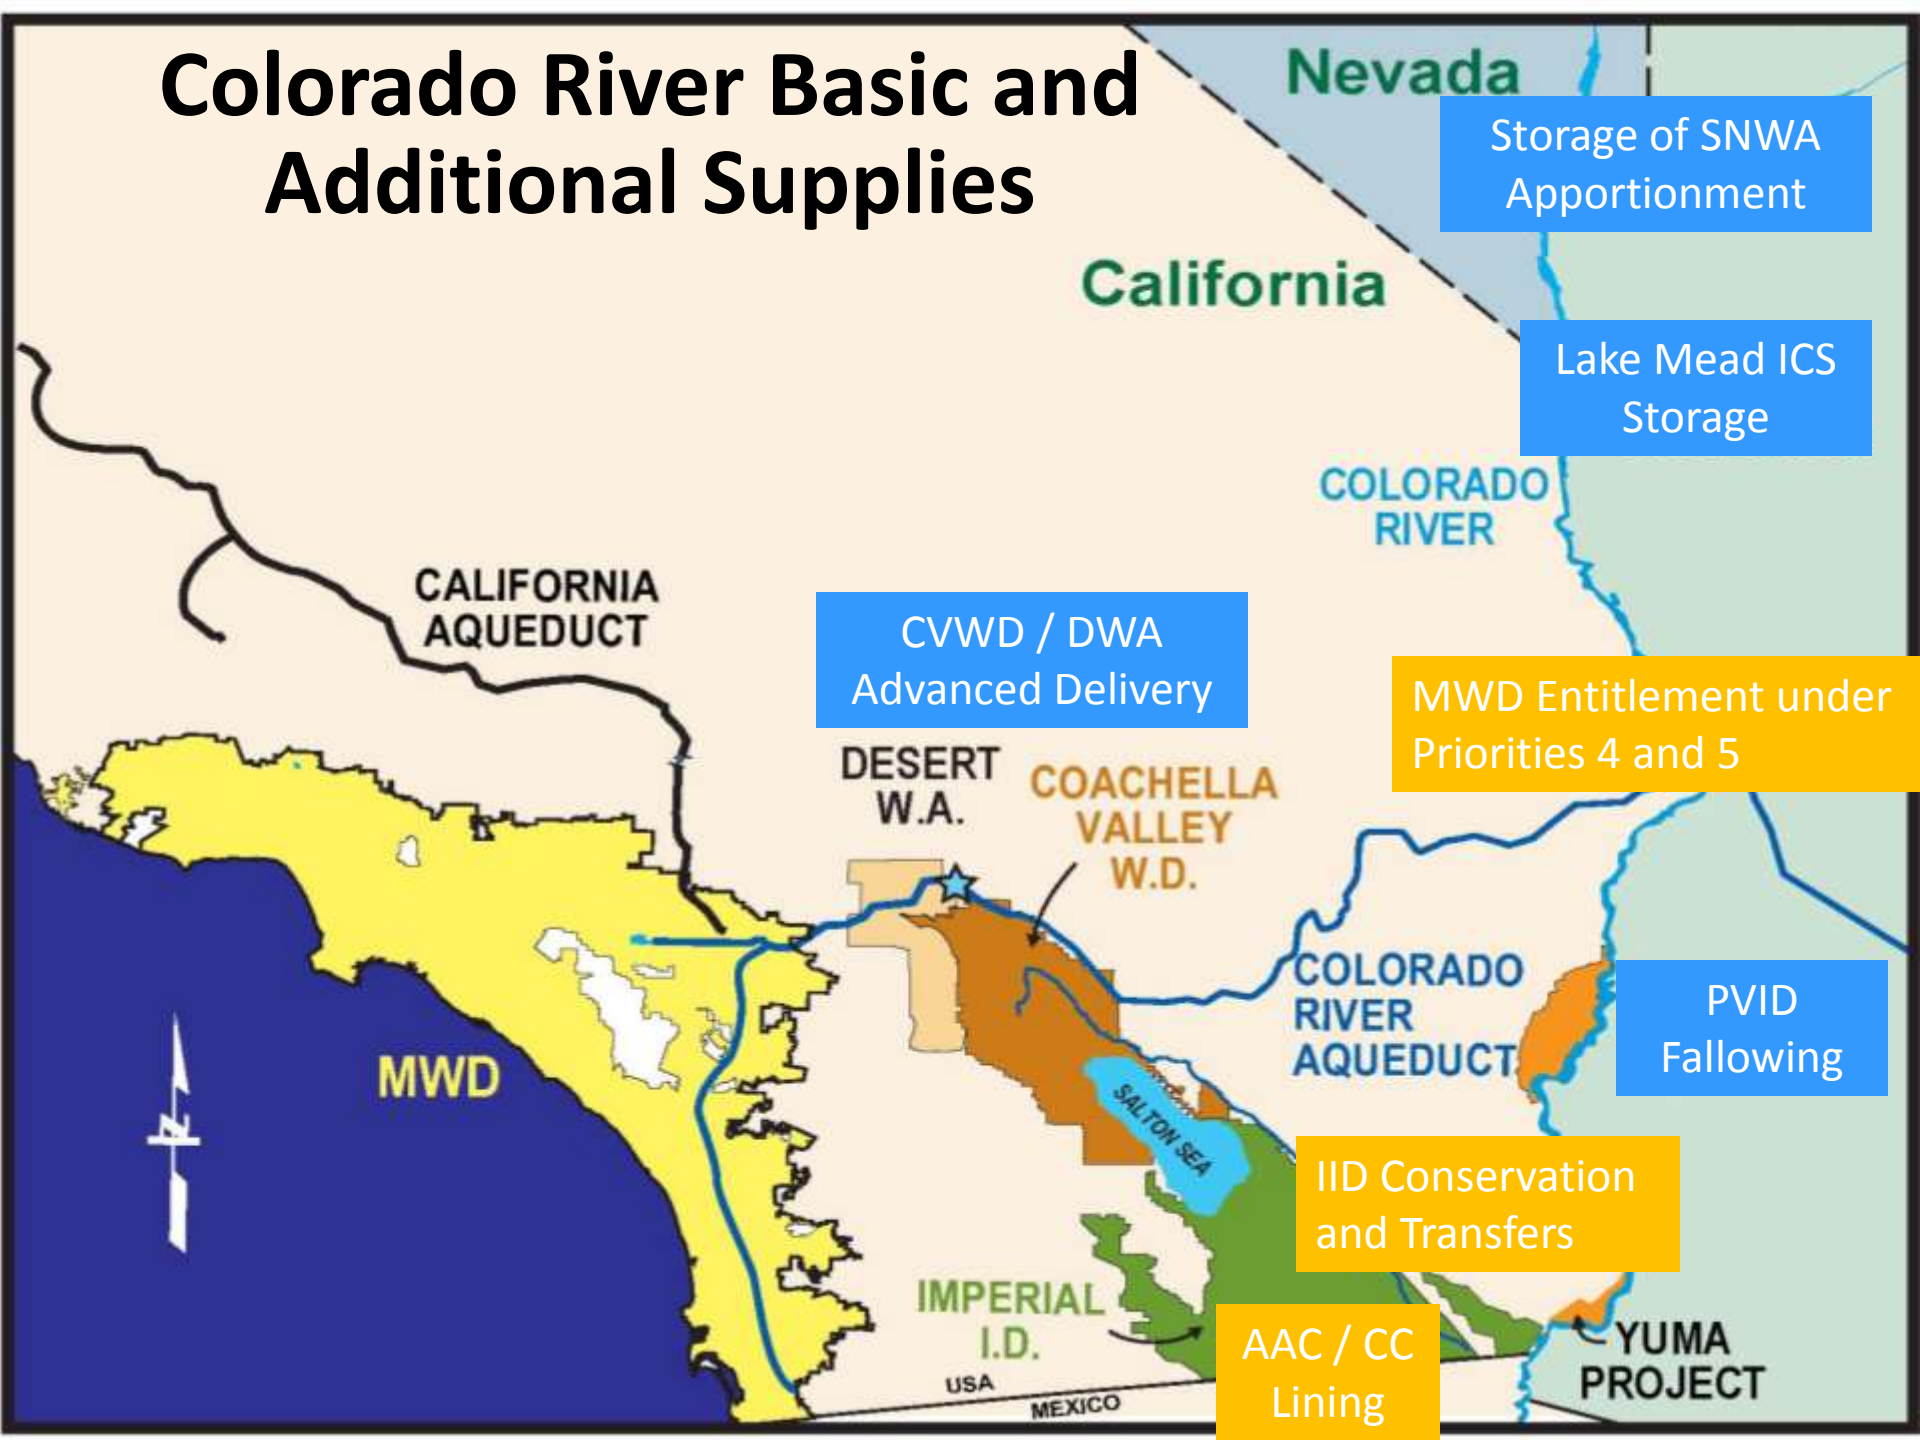 Colorado River Basic and
Additional Supplies
Nevada
Storage of SNWA
Apportionment
California
Lake Mead ICS
Storage
COLORADO
RIVER
CALIFORNIA
AQUEDUCT
CVWD / DWA
Advanced Delivery
MWD Entitlement under
Priorities 4 and 5
DESERT
W.A.
COACHELLA
VALLEY
W.D.
COLORADO
RIVER
AQUEDUCT
PVID
Fallowing
MWD
SALTON SEA
IID Conservation
and Transfers
IMPERIAL
I.D.
AAC / CC
Lining
YUMA
PROJECT
USA
MEXICO